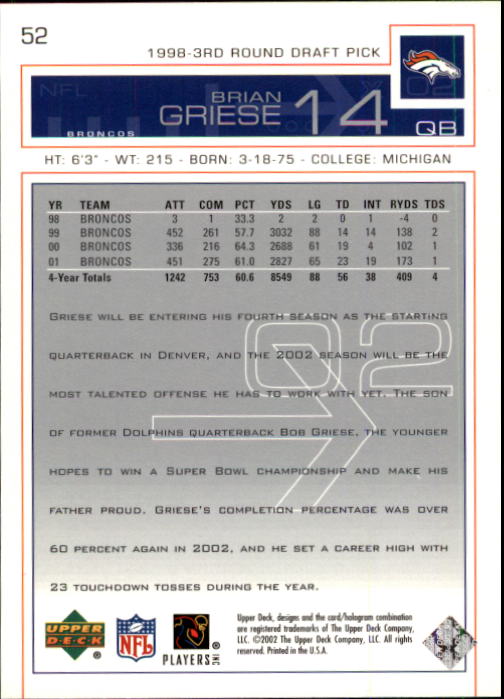 52
1998-3RD ROUND DRAFT PICK
NFL
02
BRIAN
GRIESE 14
BRONCOS QB
HT: 6'3" - WT: 215 - BORN: 3-18-75 - COLLEGE: MICHIGAN
YR TEAM ATT COM PCT YDS LG TD INT RYDS TDS
98 BRONCOS 3 1 33.3 2 2 0 1 -4 0
99 BRONCOS 452 261 57.7 3032 88 14 14 138 2
00 BRONCOS 336 216 64.3 2688 61 19 4 102 1
01 BRONCOS 451 275 61.0 2827 65 23 19 173 1
4-Year Totals 1242 753 60.6 8549 88 56 38 409 4
02
GRIESE WILL BE ENTERING HIS FOURTH SEASON AS THE STARTING
QUARTERBACK IN DENVER, AND THE 2002 SEASON WILL BE THE
MOST TALENTED OFFENSE HE HAS TO WORK WITH YET. THE SON
OF FORMER DOLPHINS QUARTERBACK BOB GRIESE, THE YOUNGER
HOPES TO WIN A SUPER BOWL CHAMPIONSHIP AND MAKE HIS
FATHER PROUD. GRIESE'S COMPLETION PERCENTAGE WAS OVER
60 PERCENT AGAIN IN 2002, AND HE SET A CAREER HIGH WITH
23 TOUCHDOWN TOSSES DURING THE YEAR.
UPPER DECK ®
NFL ®
PLAYERS INC ®
Upper Deck, designs and the card/hologram combination
are registered trademarks of The Upper Deck Company,
LLC. ©2002 The Upper Deck Company, LLC. All rights
reserved. Printed in the U.S.A.